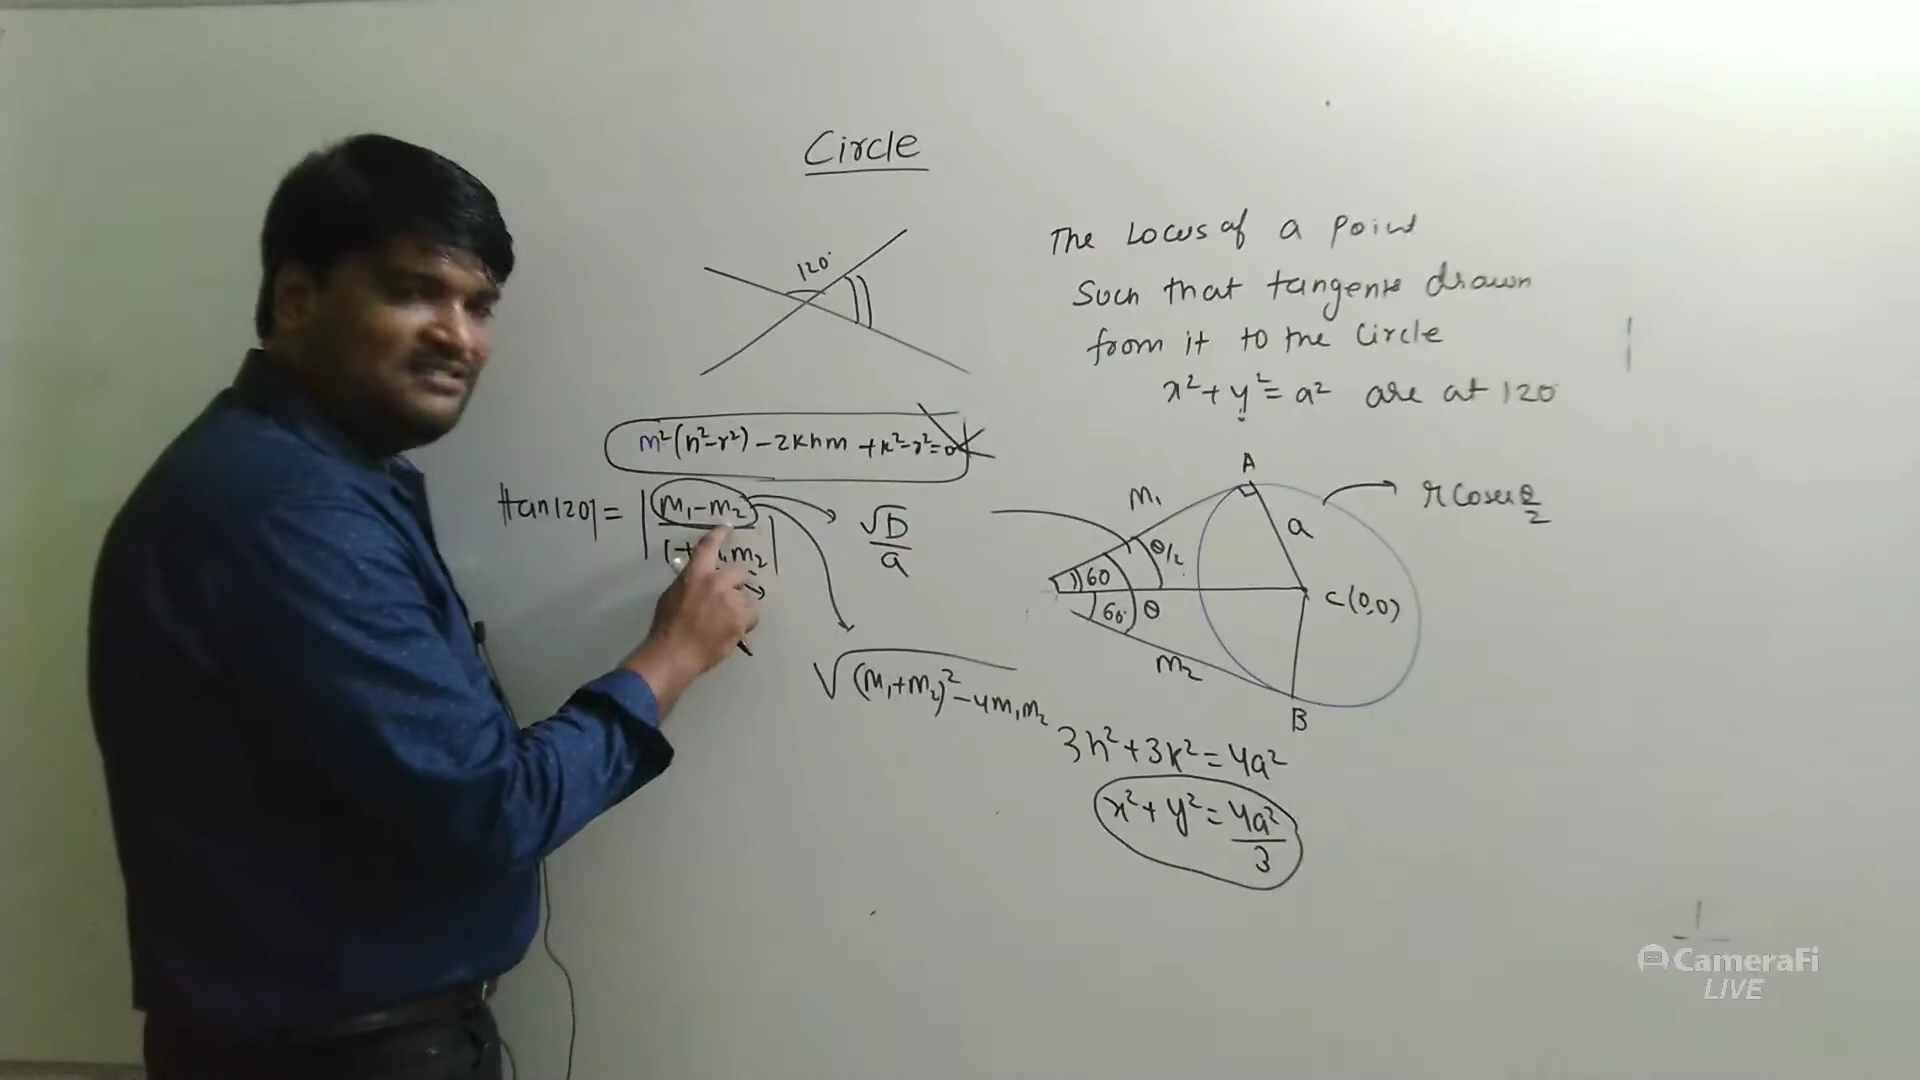 Circle
120°
The Locus of a point
Such that tangents drawn
from it to the Circle
x² + y² = a² are at 120
m²(h²-r²) - 2khm + k²-r² = 0
|tan120| = | m₁-m₂ / 1+ m₁m₂ |
√D / a
√(m₁+m₂)² - 4m₁m₂
A
m₁
a
r cosec θ/2
θ/2
60
60°
θ
C(0,0)
m₂
B
3h² + 3k² = 4a²
x² + y² = 4a²/3
CameraFi
LIVE